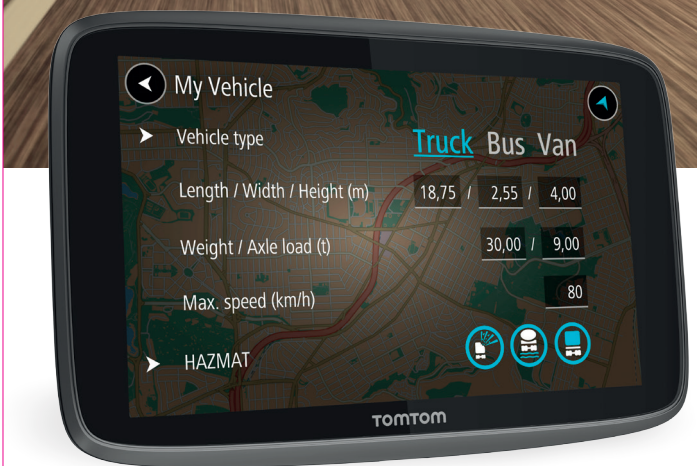 My Vehicle
Vehicle type Truck Bus Van
Length / Width / Height (m) 18,75 / 2,55 / 4,00
Weight / Axle load (t) 30,00 / 9,00
Max. speed (km/h) 80
HAZMAT
TOMTOM